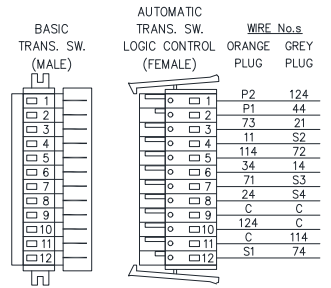 AUTOMATIC
BASIC TRANS. SW. WIRE No.s
TRANS. SW. LOGIC CONTROL ORANGE GREY
(MALE) (FEMALE) PLUG PLUG
1 1 P2 124
2 2 P1 44
3 3 73 21
4 4 11 S2
5 5 114 72
6 6 34 14
7 7 71 S3
8 8 24 S4
9 9 C C
10 10 124 C
11 11 C 114
12 12 S1 74